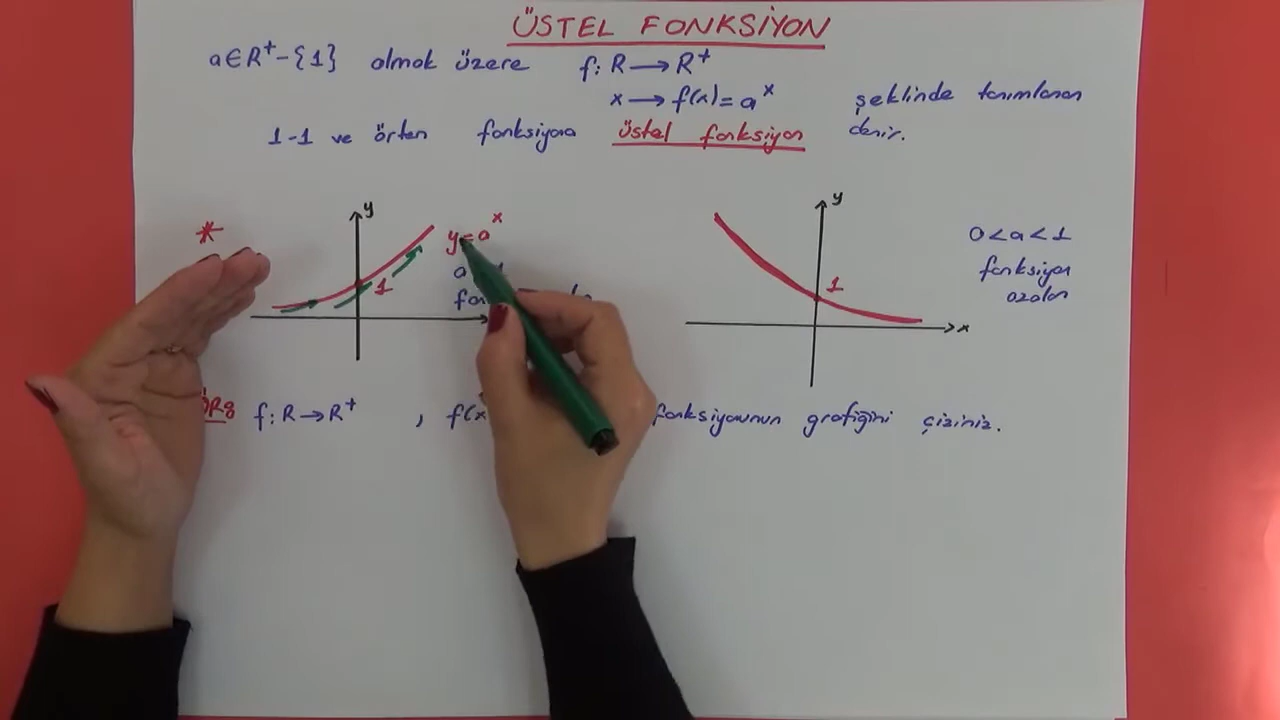 ÜSTEL FONKSİYON
a∈R⁺-{1} olmak üzere f: R→R⁺
x→f(x)=aˣ şeklinde tanımlanan
1-1 ve örten fonksiyona üstel fonksiyon denir.
*
y
y=aˣ
a
1
y
1
x
0<a<1
fonksiyon
azalan
ÖRS f: R→R⁺ , f(x fonksiyonunun grafiğini çiziniz.